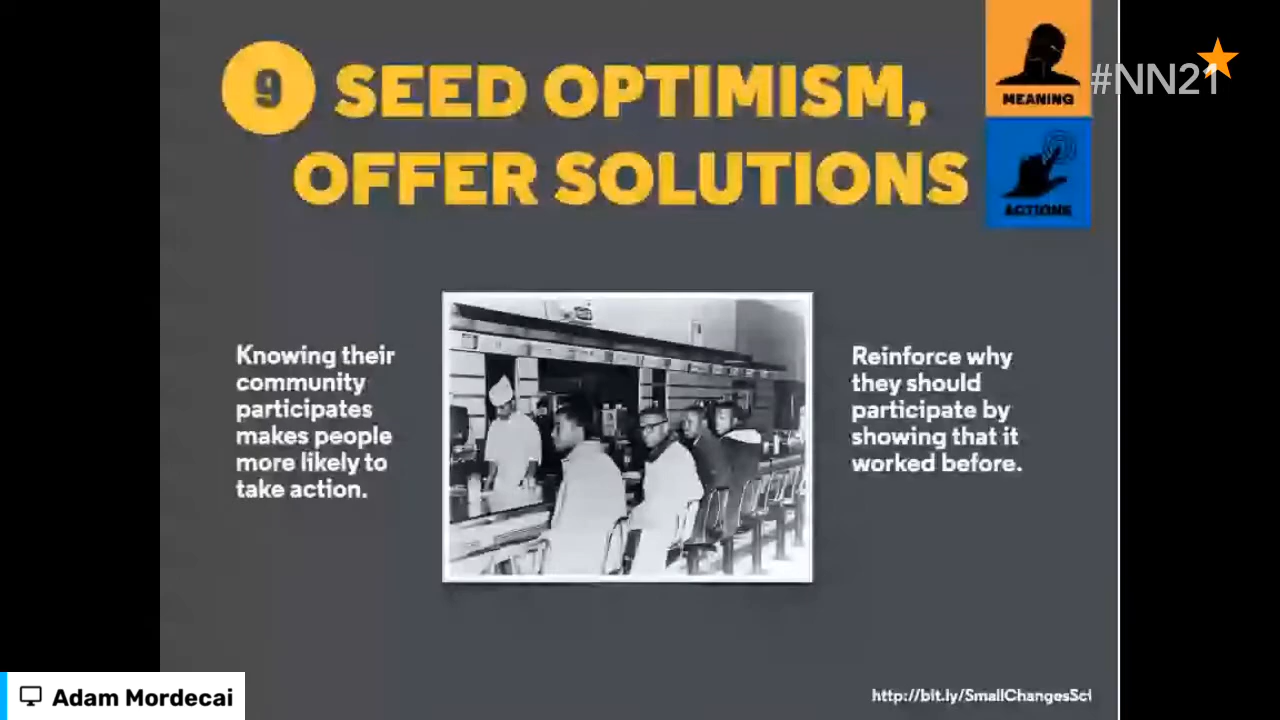 9 SEED OPTIMISM,
OFFER SOLUTIONS
MEANING
ACTIONS
#NN21
Knowing their
community
participates
makes people
more likely to
take action.
Reinforce why
they should
participate by
showing that it
worked before.
Adam Mordecai
http://bit.ly/SmallChangesSci